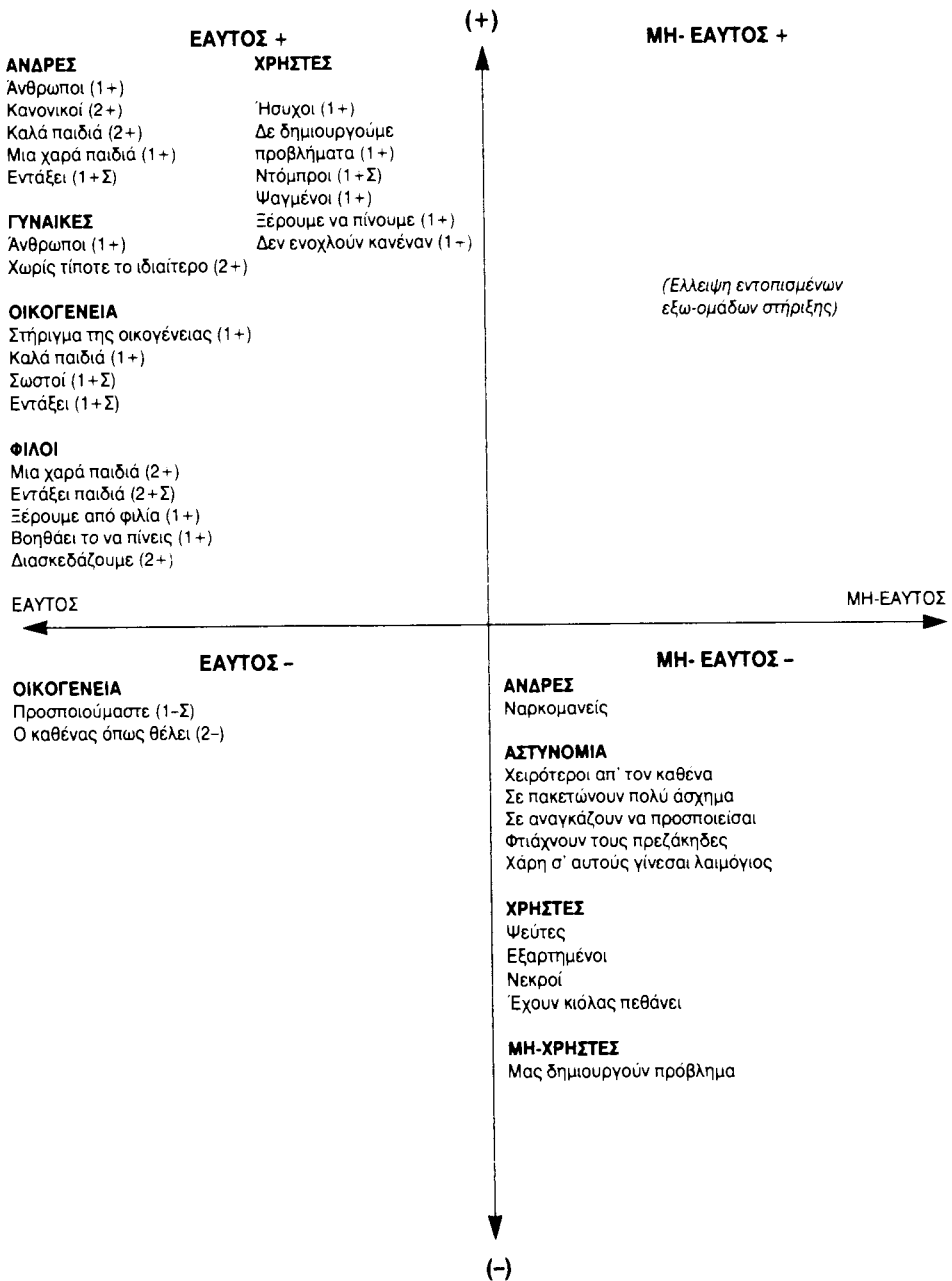 (+)
ΕΑΥΤΟΣ +
ΑΝΔΡΕΣ
Άνθρωποι (1+)
Κανονικοί (2+)
Καλά παιδιά (2+)
Μια χαρά παιδιά (1+)
Εντάξει (1+Σ)
ΓΥΝΑΙΚΕΣ
Άνθρωποι (1+)
Χωρίς τίποτε το ιδιαίτερο (2+)
ΟΙΚΟΓΕΝΕΙΑ
Στήριγμα της οικογένειας (1+)
Καλά παιδιά (1+)
Σωστοί (1+Σ)
Εντάξει (1+Σ)
ΦΙΛΟΙ
Μια χαρά παιδιά (2+)
Εντάξει παιδιά (2+Σ)
Ξέρουμε από φιλία (1+)
Βοηθάει το να πίνεις (1+)
Διασκεδάζουμε (2+)
ΧΡΗΣΤΕΣ
Ήσυχοι (1+)
Δε δημιουργούμε
προβλήματα (1+)
Ντόμπροι (1+Σ)
Ψαγμένοι (1+)
Ξέρουμε να πίνουμε (1+)
Δεν ενοχλούν κανέναν (1+)
ΜΗ- ΕΑΥΤΟΣ +
(Έλλειψη εντοπισμένων
εξω-ομάδων στήριξης)
ΕΑΥΤΟΣ
ΜΗ-ΕΑΥΤΟΣ
ΕΑΥΤΟΣ –
ΟΙΚΟΓΕΝΕΙΑ
Προσποιούμαστε (1–Σ)
Ο καθένας όπως θέλει (2–)
ΜΗ- ΕΑΥΤΟΣ –
ΑΝΔΡΕΣ
Ναρκομανείς
ΑΣΤΥΝΟΜΙΑ
Χειρότεροι απ' τον καθένα
Σε πακετώνουν πολύ άσχημα
Σε αναγκάζουν να προσποιείσαι
Φτιάχνουν τους πρεζάκηδες
Χάρη σ' αυτούς γίνεσαι λαιμόγιος
ΧΡΗΣΤΕΣ
Ψεύτες
Εξαρτημένοι
Νεκροί
Έχουν κιόλας πεθάνει
ΜΗ-ΧΡΗΣΤΕΣ
Μας δημιουργούν πρόβλημα
(–)